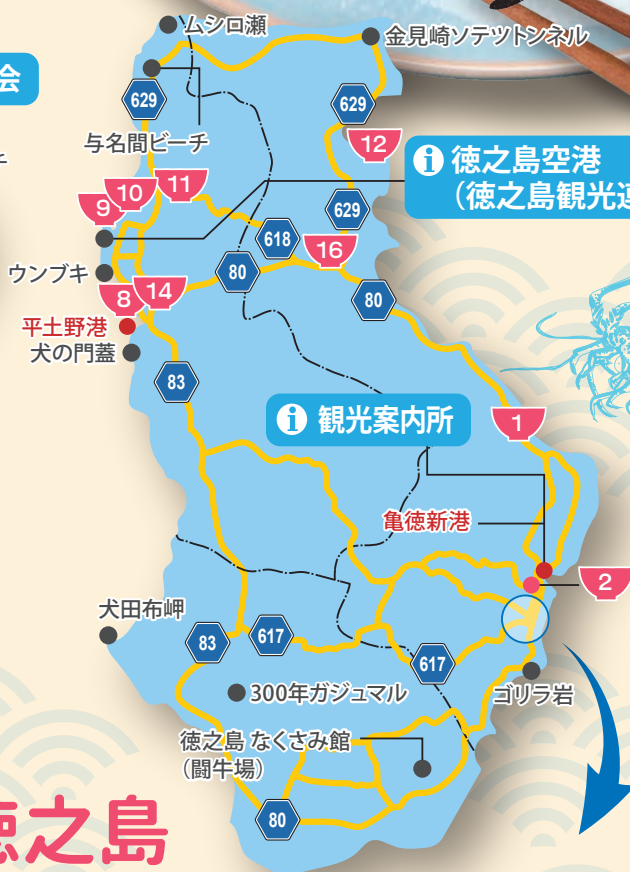 ムシロ瀬
金見崎ソテツトンネル
会
629
629
与名間ビーチ
12
徳之島空港
(徳之島観光連
9
10
11
629
618
16
ウンブキ
80
80
8
14
平土野港
犬の門蓋
83
観光案内所
1
亀徳新港
2
犬田布岬
83
617
617
300年ガジュマル
ゴリラ岩
徳之島 なくさみ館
(闘牛場)
80
徳之島